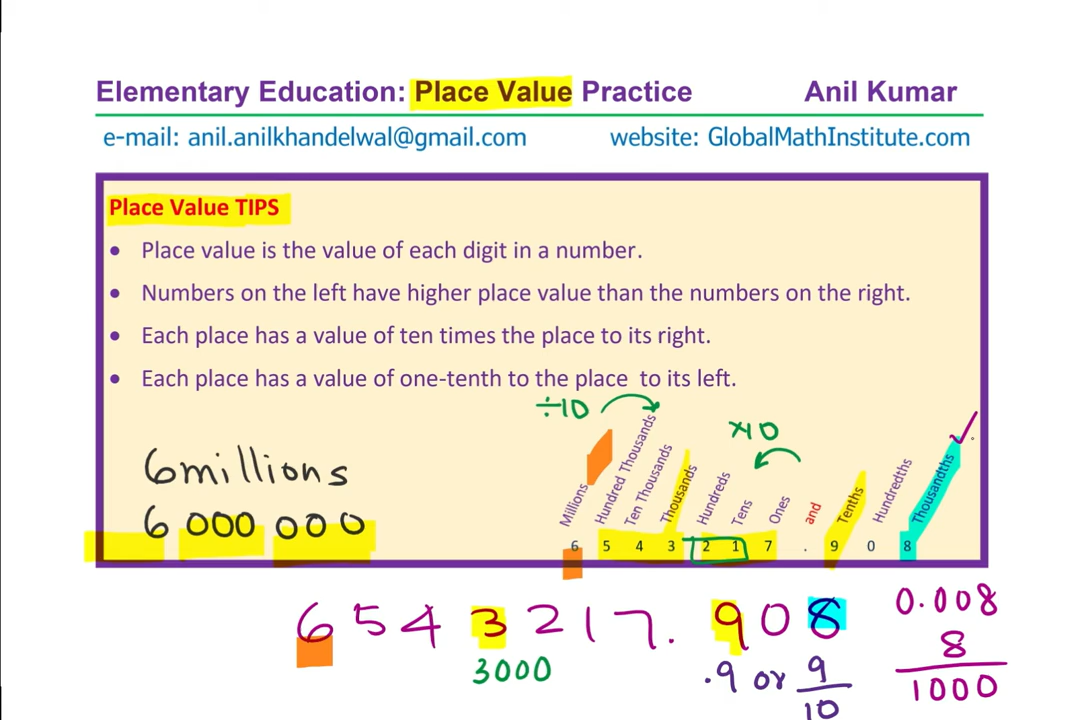 Elementary Education: Place Value Practice Anil Kumar
e-mail: anil.anilkhandelwal@gmail.com website: GlobalMathInstitute.com
Place Value TIPS
• Place value is the value of each digit in a number.
• Numbers on the left have higher place value than the numbers on the right.
• Each place has a value of ten times the place to its right.
• Each place has a value of one-tenth to the place to its left.
÷10
×10
6 millions
6 000 000
Millions Hundred Thousands Ten Thousands Thousands Hundreds Tens Ones and Tenths Hundredths Thousandths
6 5 4 3 2 1 7 . 9 0 8
6 5 4 3 2 1 7 . 9 0 8
3000
.9 or 9/10
0.008
8
1000